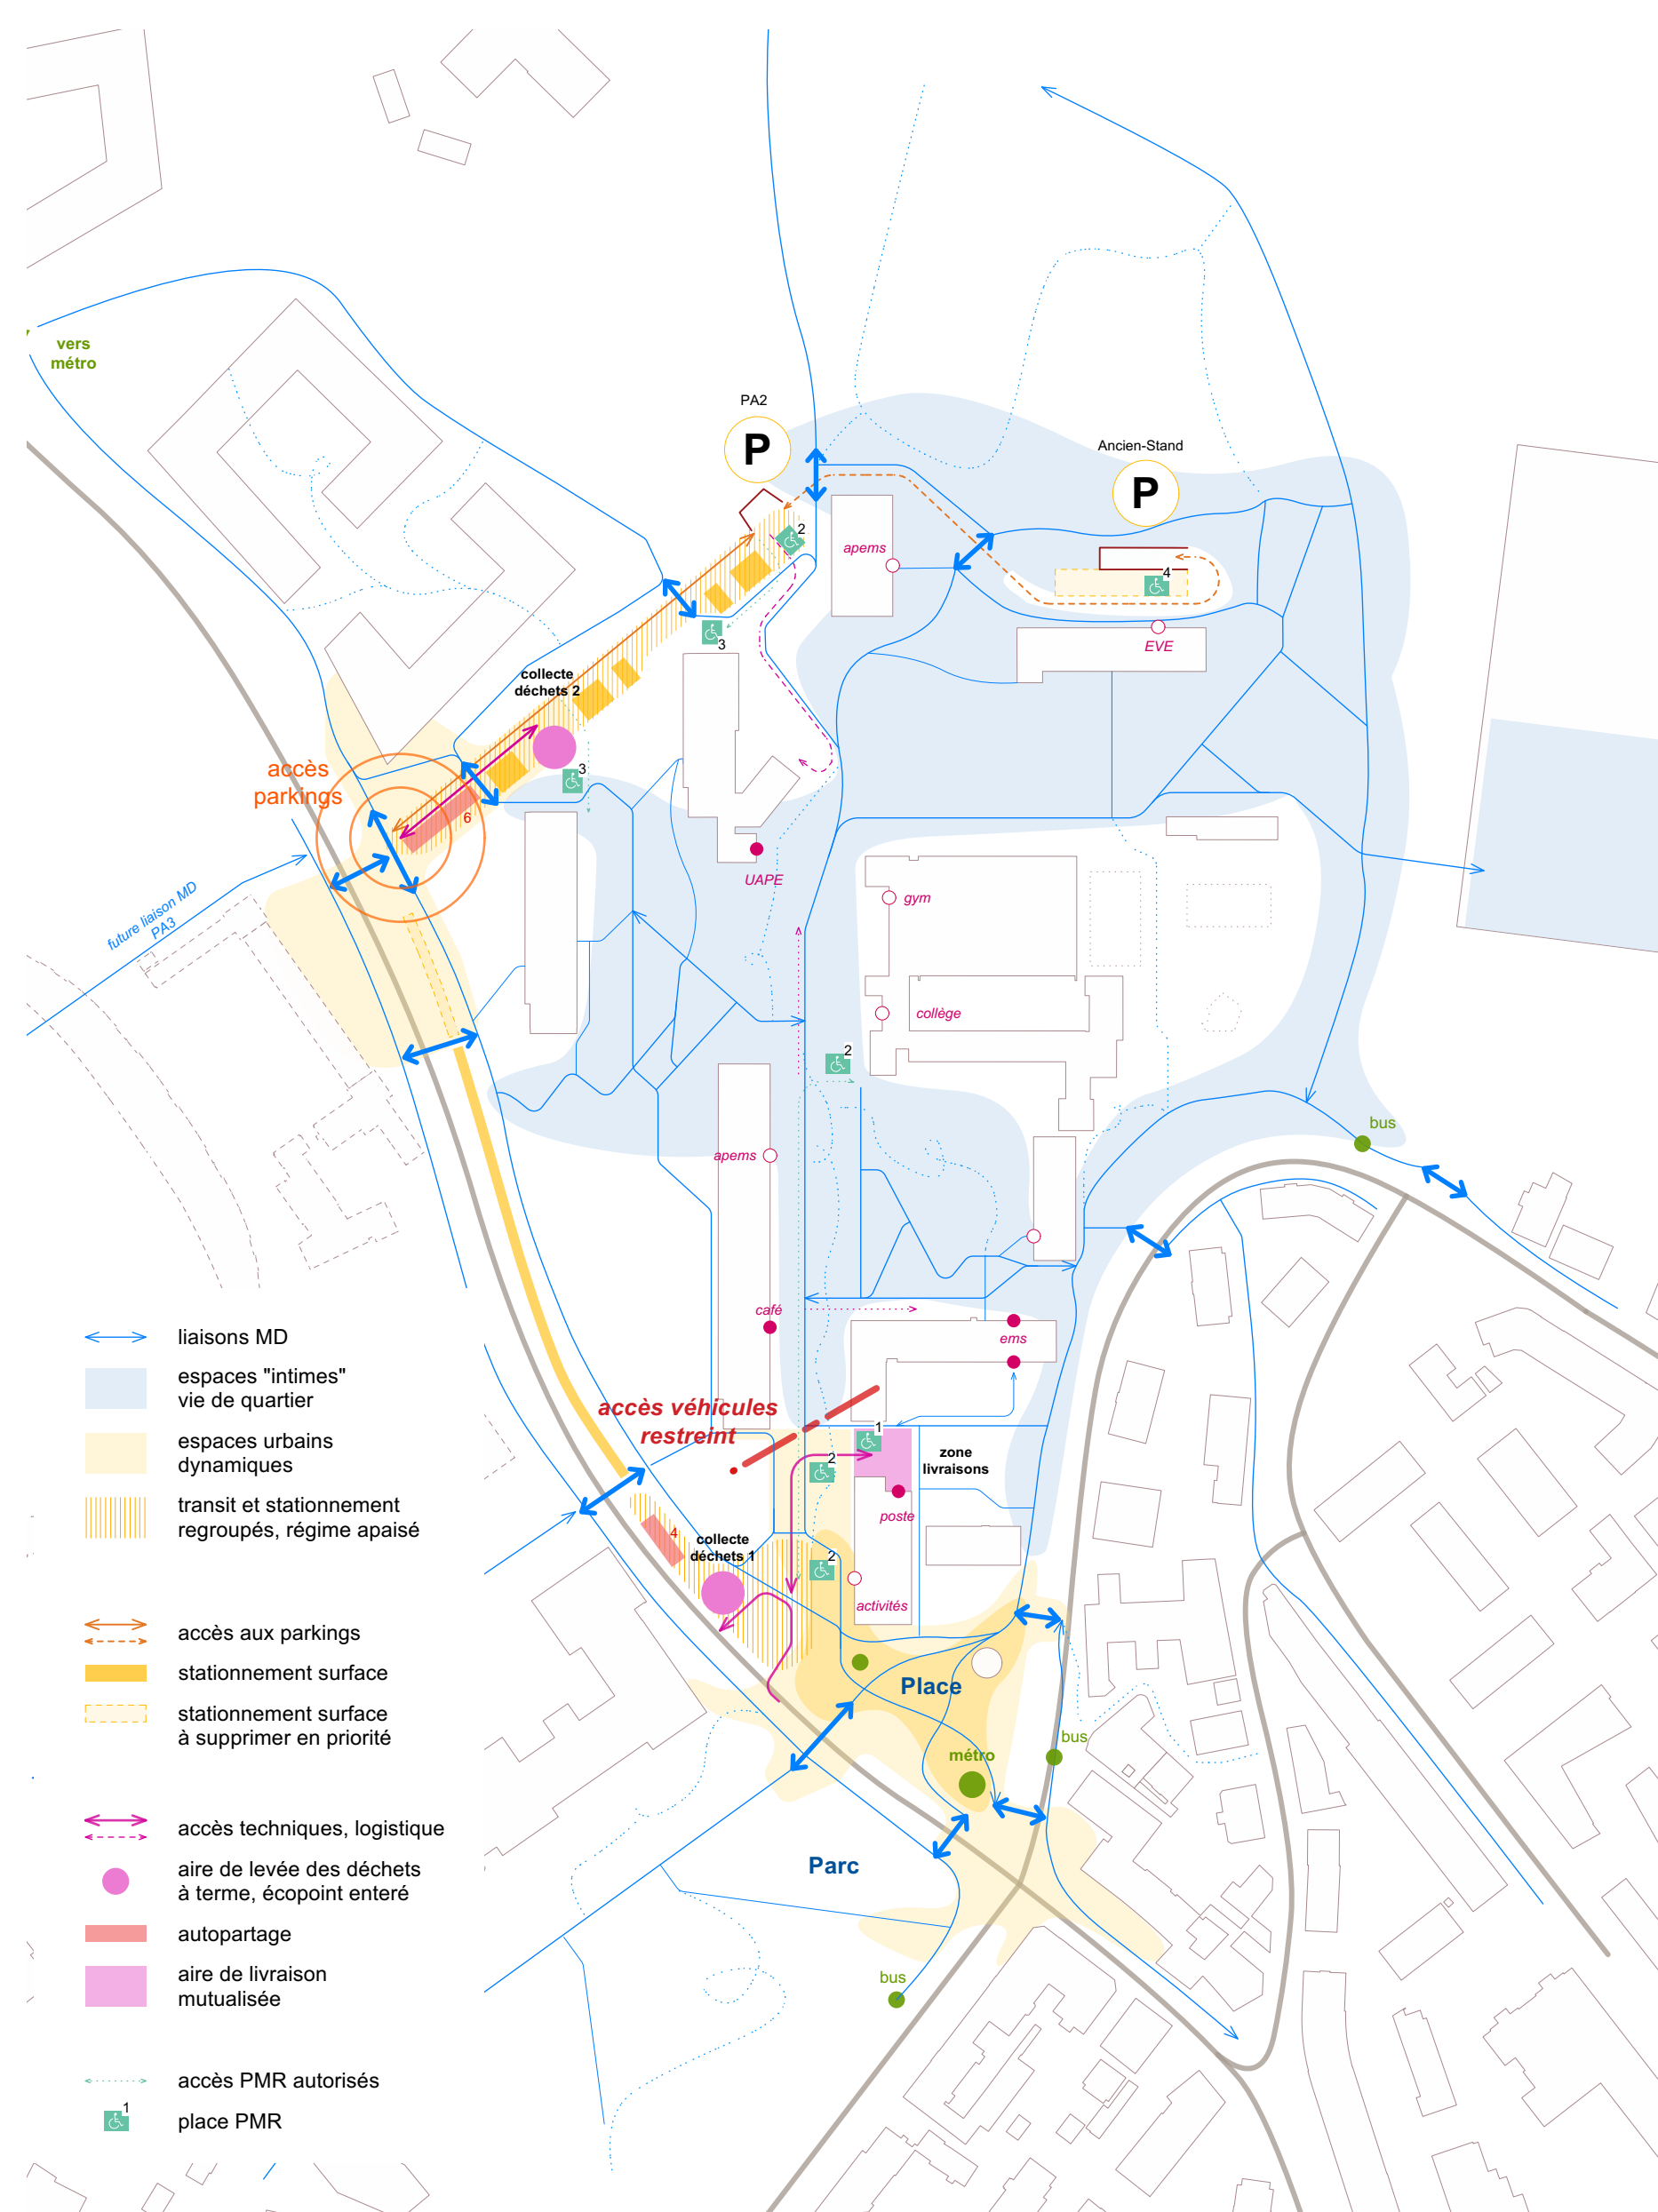 vers
métro
PA2
P
Ancien-Stand
P
2
apems
4
3
EVE
collecte
déchets 2
accès
parkings
3
6
UAPE
gym
future liaison MD
PA3
collège
2
bus
apems
café
ems
accès véhicules
restreint
1
zone
livraisons
2
poste
4
collecte
déchets 1
2
activités
Place
bus
métro
Parc
bus
liaisons MD
espaces "intimes"
vie de quartier
espaces urbains
dynamiques
transit et stationnement
regroupés, régime apaisé
accès aux parkings
stationnement surface
stationnement surface
à supprimer en priorité
accès techniques, logistique
aire de levée des déchets
à terme, écopoint enteré
autopartage
aire de livraison
mutualisée
accès PMR autorisés
1
place PMR